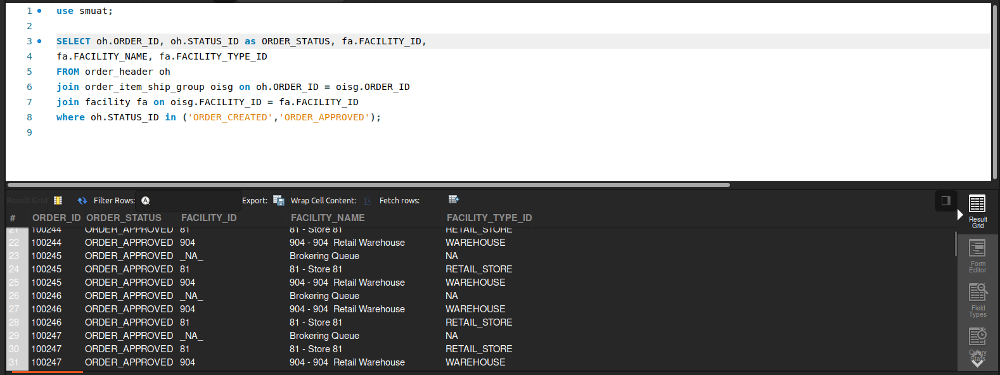 1 use smuat;
2
3 SELECT oh.ORDER_ID, oh.STATUS_ID as ORDER_STATUS, fa.FACILITY_ID,
4 fa.FACILITY_NAME, fa.FACILITY_TYPE_ID
5 FROM order_header oh
6 join order_item_ship_group oisg on oh.ORDER_ID = oisg.ORDER_ID
7 join facility fa on oisg.FACILITY_ID = fa.FACILITY_ID
8 where oh.STATUS_ID in ('ORDER_CREATED','ORDER_APPROVED');
9
Result Grid Filter Rows: Export: Wrap Cell Content: Fetch rows:
# ORDER_ID ORDER_STATUS FACILITY_ID FACILITY_NAME FACILITY_TYPE_ID
21 100244 ORDER_APPROVED 81 81 - Store 81 RETAIL_STORE
22 100244 ORDER_APPROVED 904 904 - 904 Retail Warehouse WAREHOUSE
23 100245 ORDER_APPROVED _NA_ Brokering Queue NA
24 100245 ORDER_APPROVED 81 81 - Store 81 RETAIL_STORE
25 100245 ORDER_APPROVED 904 904 - 904 Retail Warehouse WAREHOUSE
26 100246 ORDER_APPROVED _NA_ Brokering Queue NA
27 100246 ORDER_APPROVED 904 904 - 904 Retail Warehouse WAREHOUSE
28 100246 ORDER_APPROVED 81 81 - Store 81 RETAIL_STORE
29 100247 ORDER_APPROVED _NA_ Brokering Queue NA
30 100247 ORDER_APPROVED 81 81 - Store 81 RETAIL_STORE
31 100247 ORDER_APPROVED 904 904 - 904 Retail Warehouse WAREHOUSE
Result
Grid
Form
Editor
Field
Types
Query
Stats